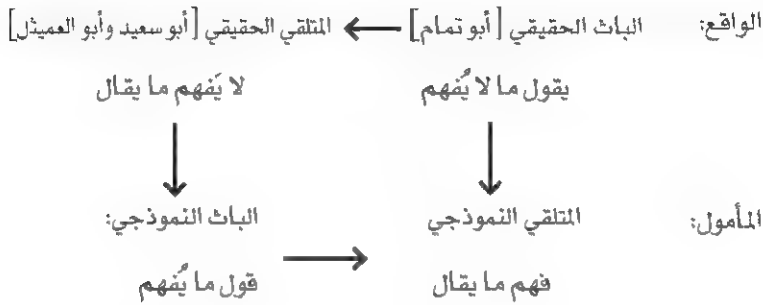 الواقع: الباث الحقيقي [أبو تمام] المتلقي الحقيقي [أبو سعيد وأبو العميثل]
يقول ما لا يُفهم لا يَفهم ما يقال
المأمول: المتلقي النموذجي الباث النموذجي:
فهم ما يقال قول ما يُفهم